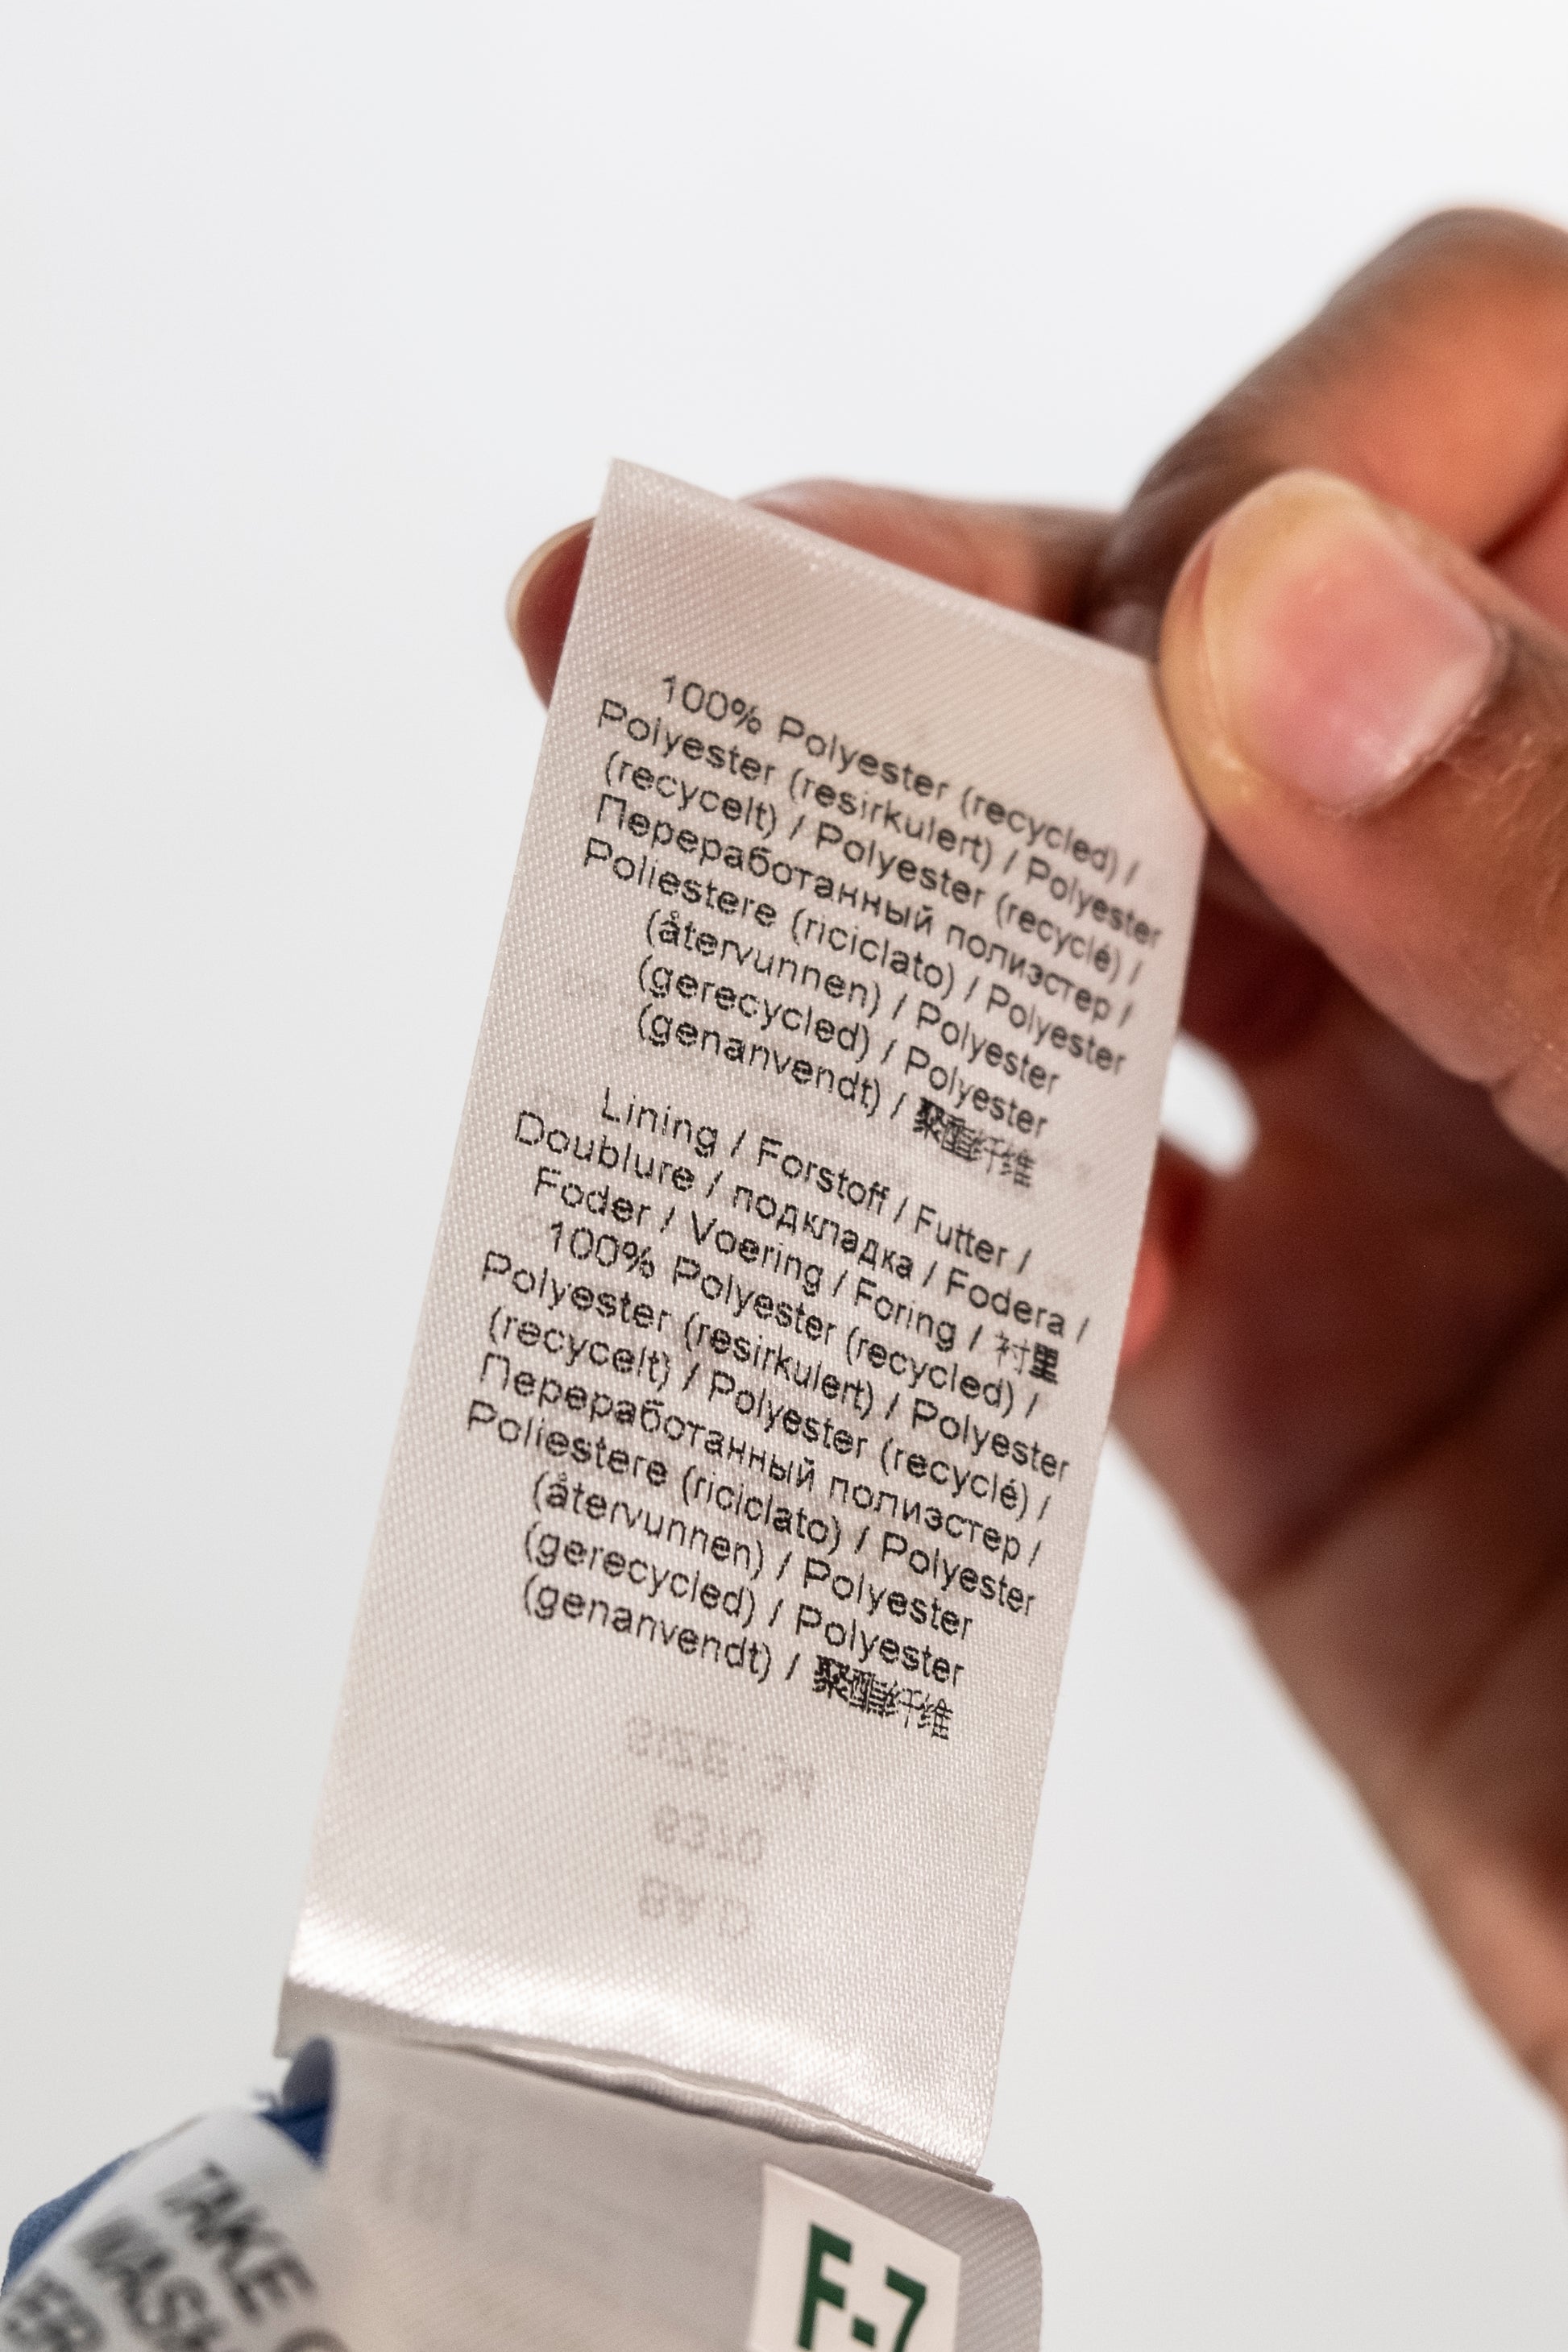 100% Polyester (recycled) /
Polyester (resirkulert) / Polyester
(recycelt) / Polyester (recyclé) /
Переработанный полиэстер /
Poliestere (riciclato) / Polyester
(återvunnen) / Polyester
(gerecycled) / Polyester
(genanvendt) / 聚酯纤维
Lining / Forstoff / Futter /
Doublure / подкладка / Fodera /
Foder / Voering / Foring / 衬里
100% Polyester (recycled) /
Polyester (resirkulert) / Polyester
(recycelt) / Polyester (recyclé) /
Переработанный полиэстер /
Poliestere (riciclato) / Polyester
(återvunnen) / Polyester
(gerecycled) / Polyester
(genanvendt) / 聚酯纤维
TAKE
WASH
F-7